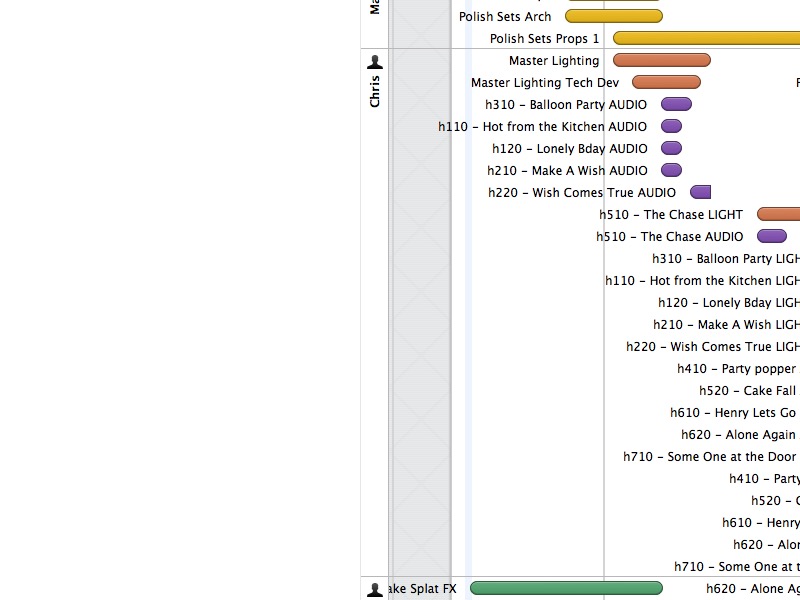 Ma
Polish Sets Arch
Polish Sets Props 1
Chris
Master Lighting
Master Lighting Tech Dev
h310 – Balloon Party AUDIO
h110 – Hot from the Kitchen AUDIO
h120 – Lonely Bday AUDIO
h210 – Make A Wish AUDIO
h220 – Wish Comes True AUDIO
h510 – The Chase LIGHT
h510 – The Chase AUDIO
h310 – Balloon Party LIGH
h110 – Hot from the Kitchen LIGH
h120 – Lonely Bday LIGH
h210 – Make A Wish LIGH
h220 – Wish Comes True LIGH
h410 – Party popper
h520 – Cake Fall
h610 – Henry Lets Go
h620 – Alone Again
h710 – Some One at the Door
h410 – Party
h520 –
h610 – Henry
h620 – Alon
h710 – Some One at t
ake Splat FX
h620 – Alone Ag